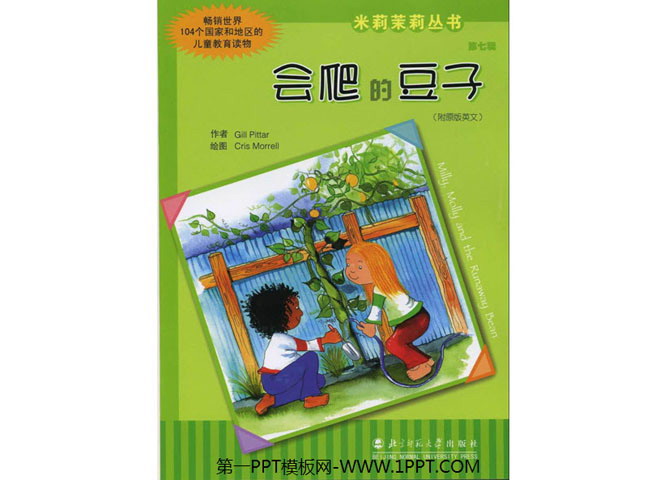 畅销世界
104个国家和地区的
儿童教育读物
米莉茉莉丛书
第七辑
会爬的豆子
（附原版英文）
作者 Gill Pittar
绘图 Cris Morrell
Milly, Molly and the Runaway Bean
北京师范大学出版社
BEIJING NORMAL UNIVERSITY PRESS
第一PPT模板网-WWW.1PPT.COM